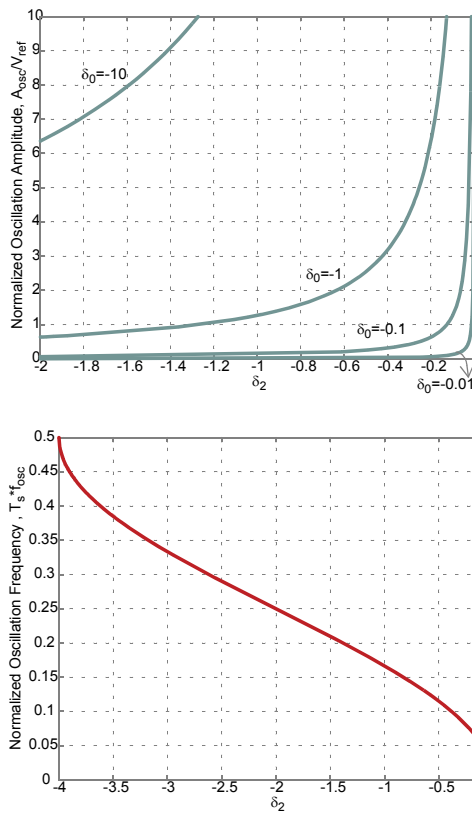 Normalized Oscillation Amplitude, A_osc/V_ref
10
9
8
7
6
5
4
3
2
1
0
δ0=-10
δ0=-1
δ0=-0.1
δ0=-0.01
-2 -1.8 -1.6 -1.4 -1.2 -1 -0.8 -0.6 -0.4 -0.2
δ2
Normalized Oscillation Frequency , T_s*f_osc
0.5
0.45
0.4
0.35
0.3
0.25
0.2
0.15
0.1
0.05
0
-4 -3.5 -3 -2.5 -2 -1.5 -1 -0.5
δ2